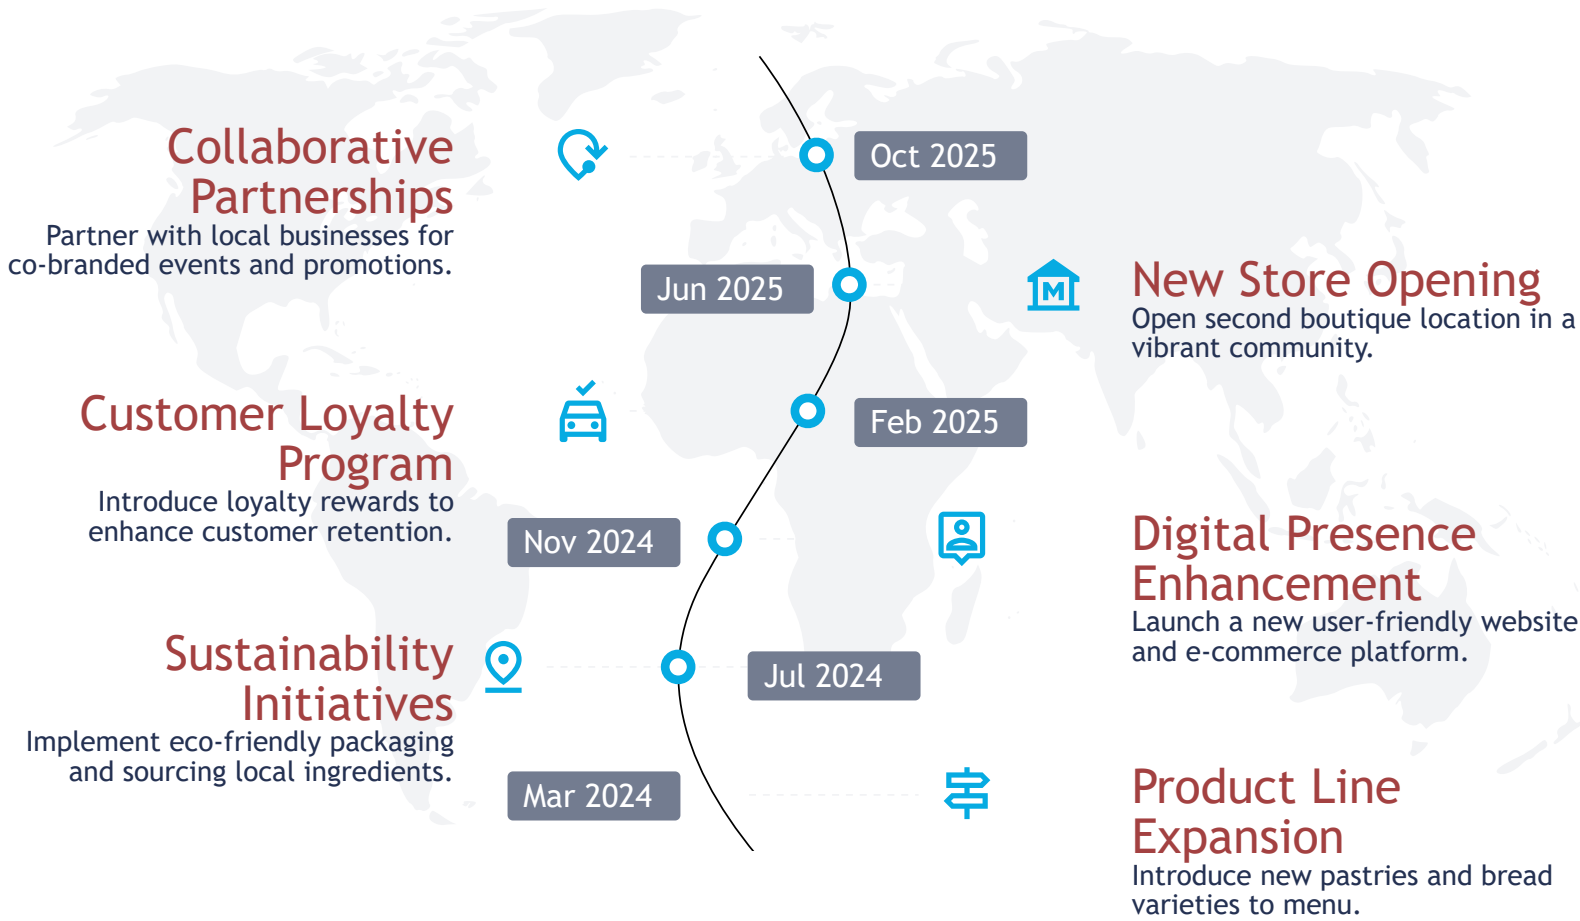 Collaborative
Partnerships
Partner with local businesses for
co-branded events and promotions.
Oct 2025
Jun 2025
New Store Opening
Open second boutique location in a
vibrant community.
Customer Loyalty
Program
Introduce loyalty rewards to
enhance customer retention.
Feb 2025
Nov 2024
Digital Presence
Enhancement
Launch a new user-friendly website
and e-commerce platform.
Sustainability
Initiatives
Implement eco-friendly packaging
and sourcing local ingredients.
Jul 2024
Mar 2024
Product Line
Expansion
Introduce new pastries and bread
varieties to menu.